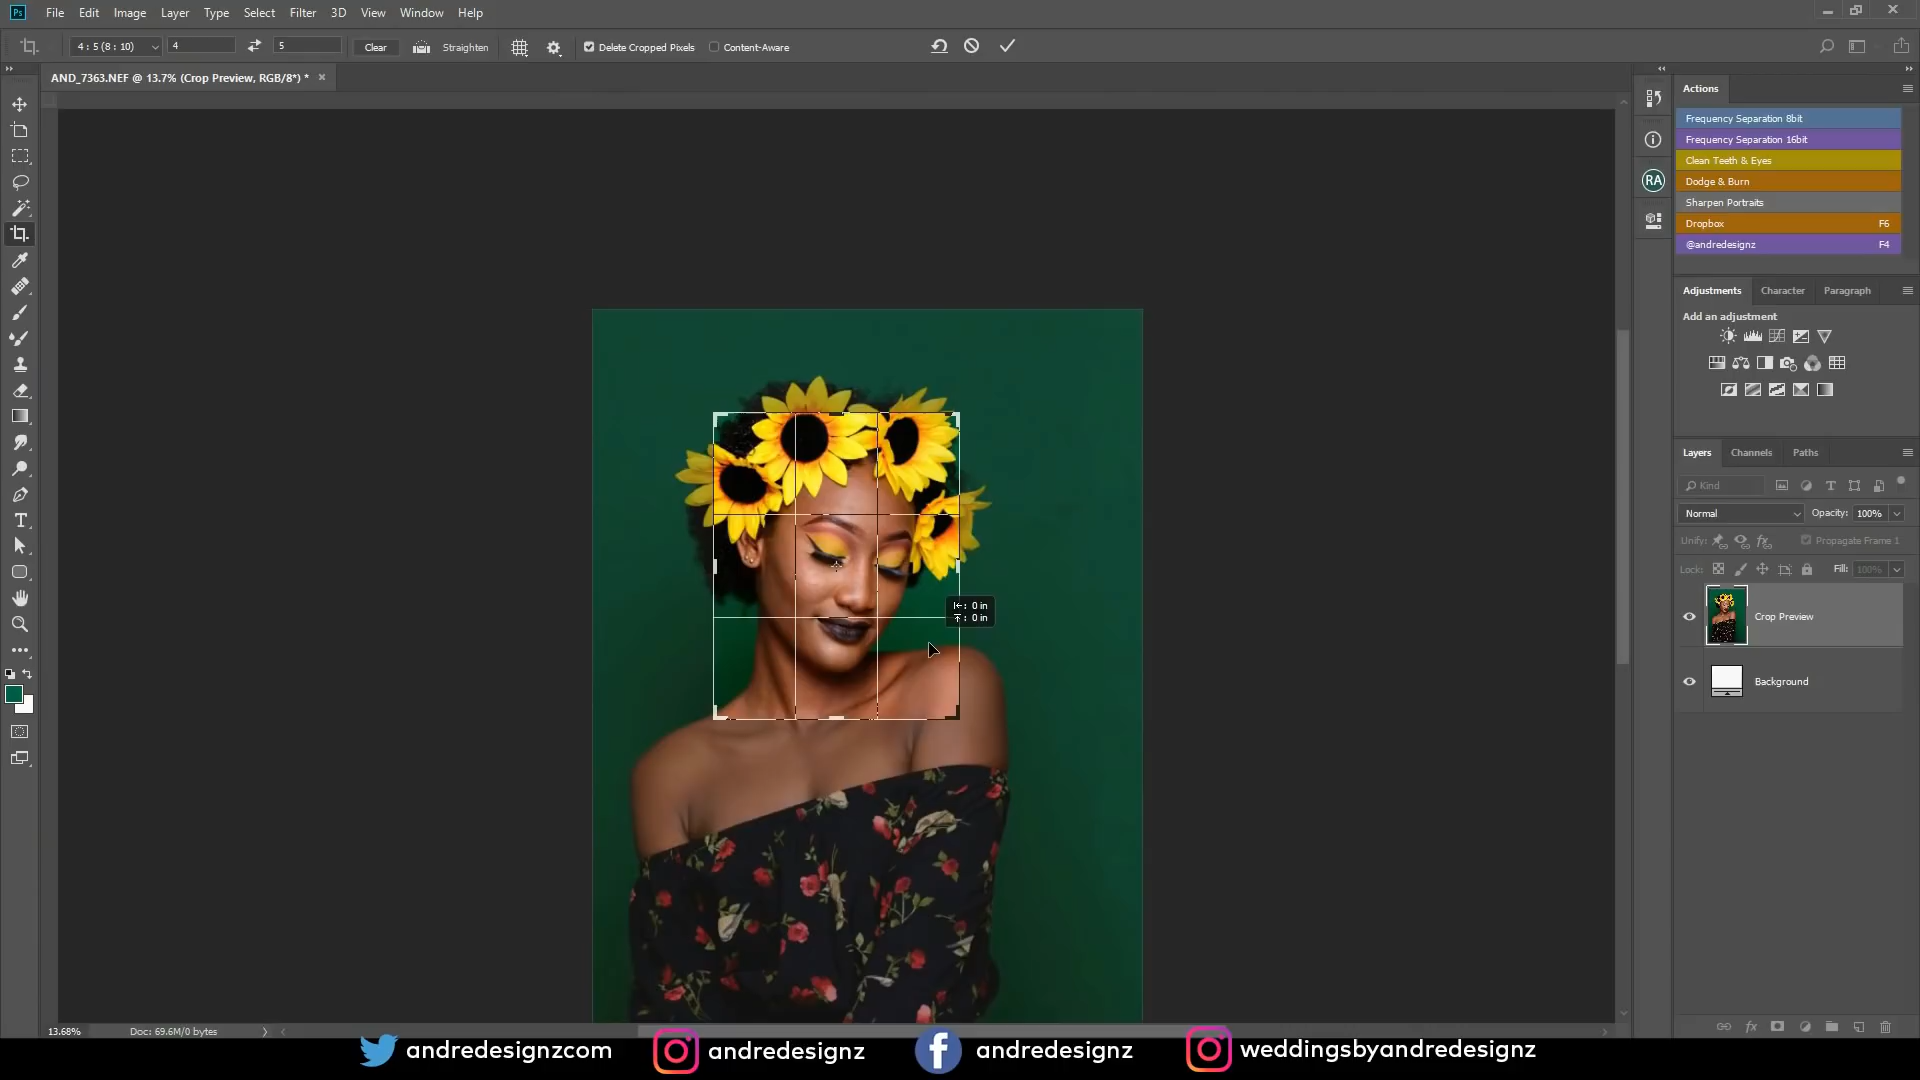 Ps File Edit Image Layer Type Select Filter 3D View Window Help
4 : 5 (8 : 10) 4 5 Clear Straighten Delete Cropped Pixels Content-Aware
AND_7363.NEF @ 13.7% (Crop Preview, RGB/8*) *
Actions
Frequency Separation 8bit
Frequency Separation 16bit
Clean Teeth & Eyes
RA
Dodge & Burn
Sharpen Portraits
Dropbox F6
@andredesignz F4
Adjustments Character Paragraph
Add an adjustment
Layers Channels Paths
Kind
Normal Opacity: 100%
Unify: Propagate Frame 1
Lock: Fill: 100%
Crop Preview
Background
0 in
0 in
13.68% Doc: 69.6M/0 bytes
andredesignzcom andredesignz andredesignz weddingsbyandredesignz